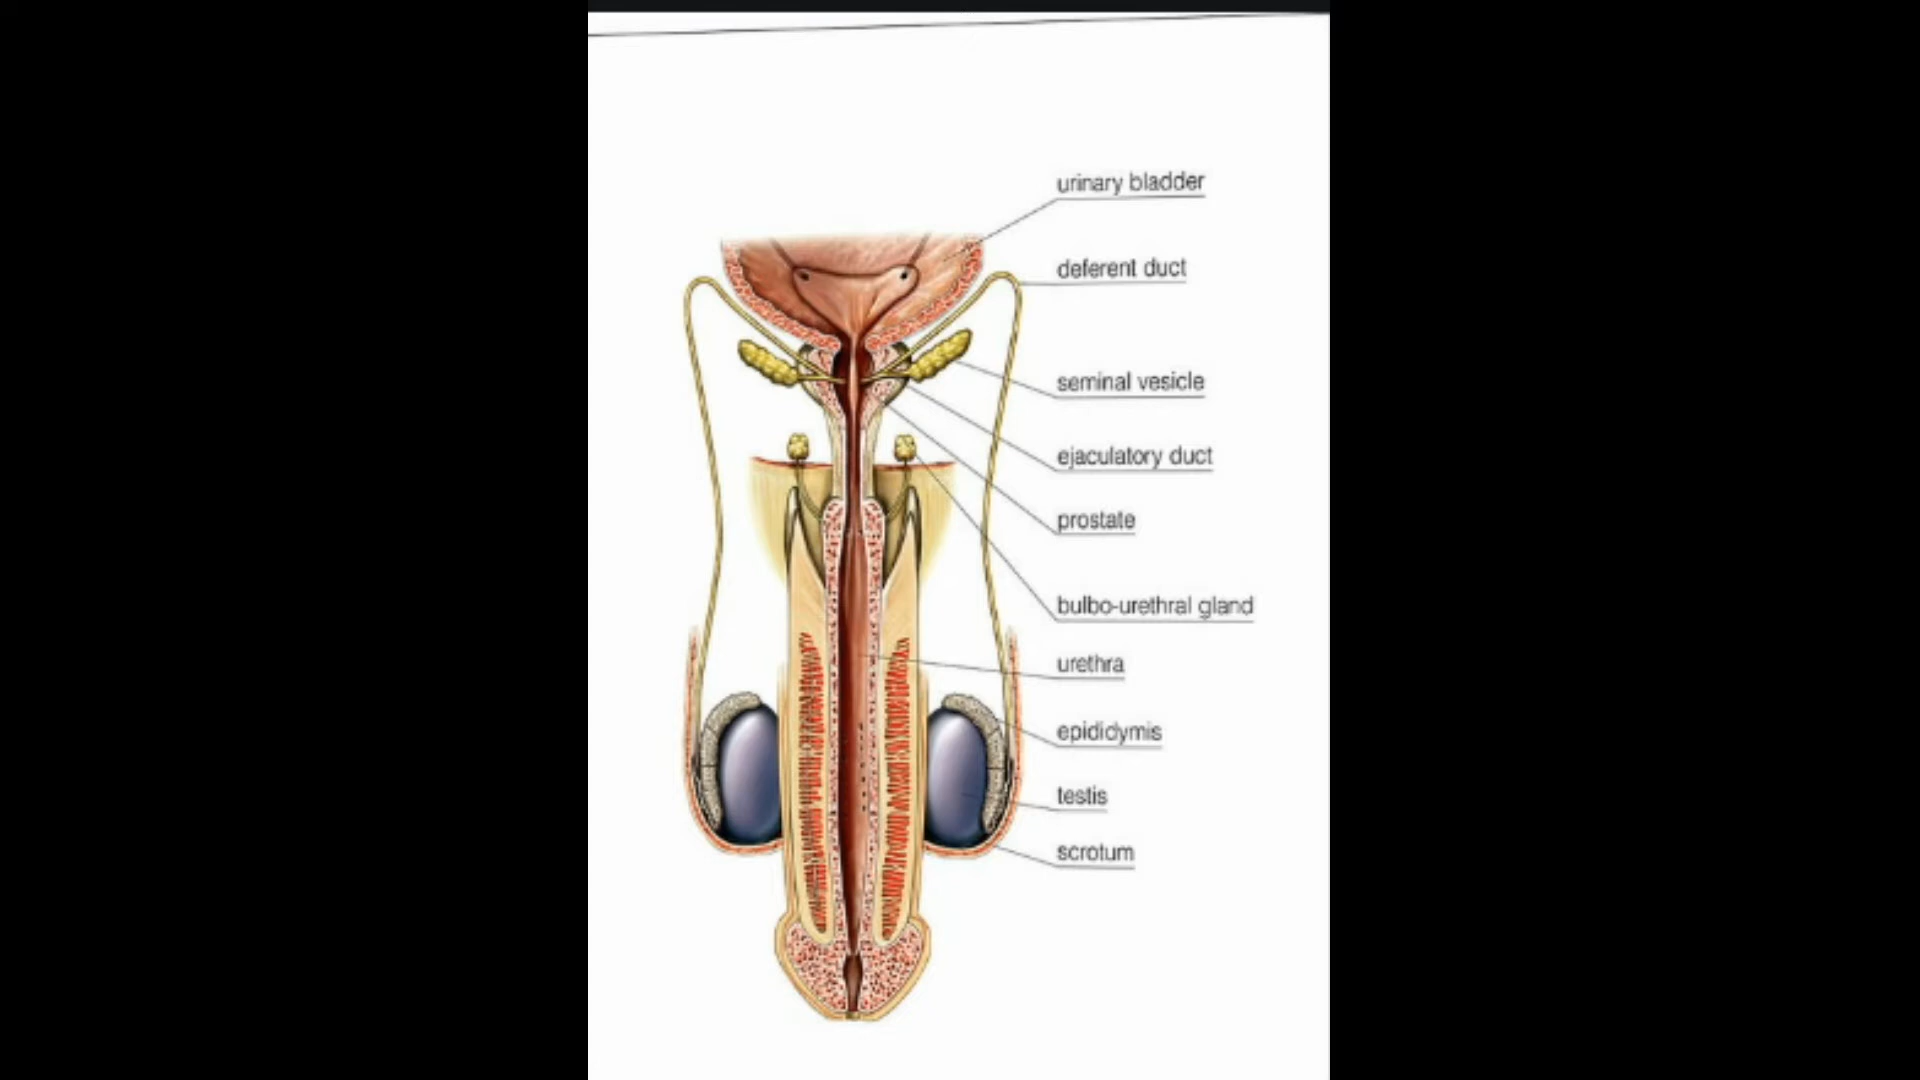 urinary bladder
deferent duct
seminal vesicle
ejaculatory duct
prostate
bulbo-urethral gland
urethra
epididymis
testis
scrotum